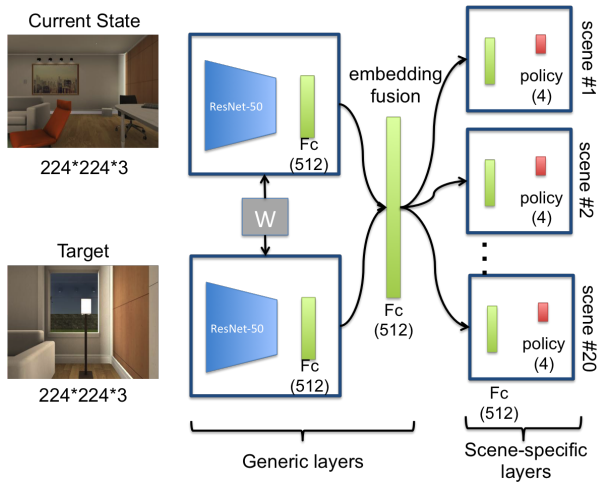 Current State
224*224*3
Target
224*224*3
ResNet-50
Fc
(512)
W
ResNet-50
Fc
(512)
embedding
fusion
Fc
(512)
policy
(4)
scene #1
policy
(4)
scene #2
policy
(4)
scene #20
Fc
(512)
Generic layers
Scene-specific
layers